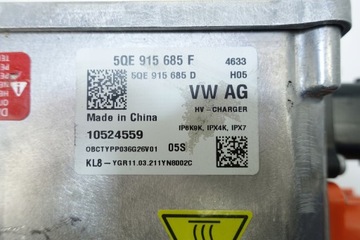 5QE 915 685 F 4633
5QE 915 685 D H05
VW AG
HV-CHARGER
Made in China
10524559 IP6K9K, IPX4K, IPX7
OBCTYPP036G26V01 05S
KL8-YGR11.03.211YN8002C